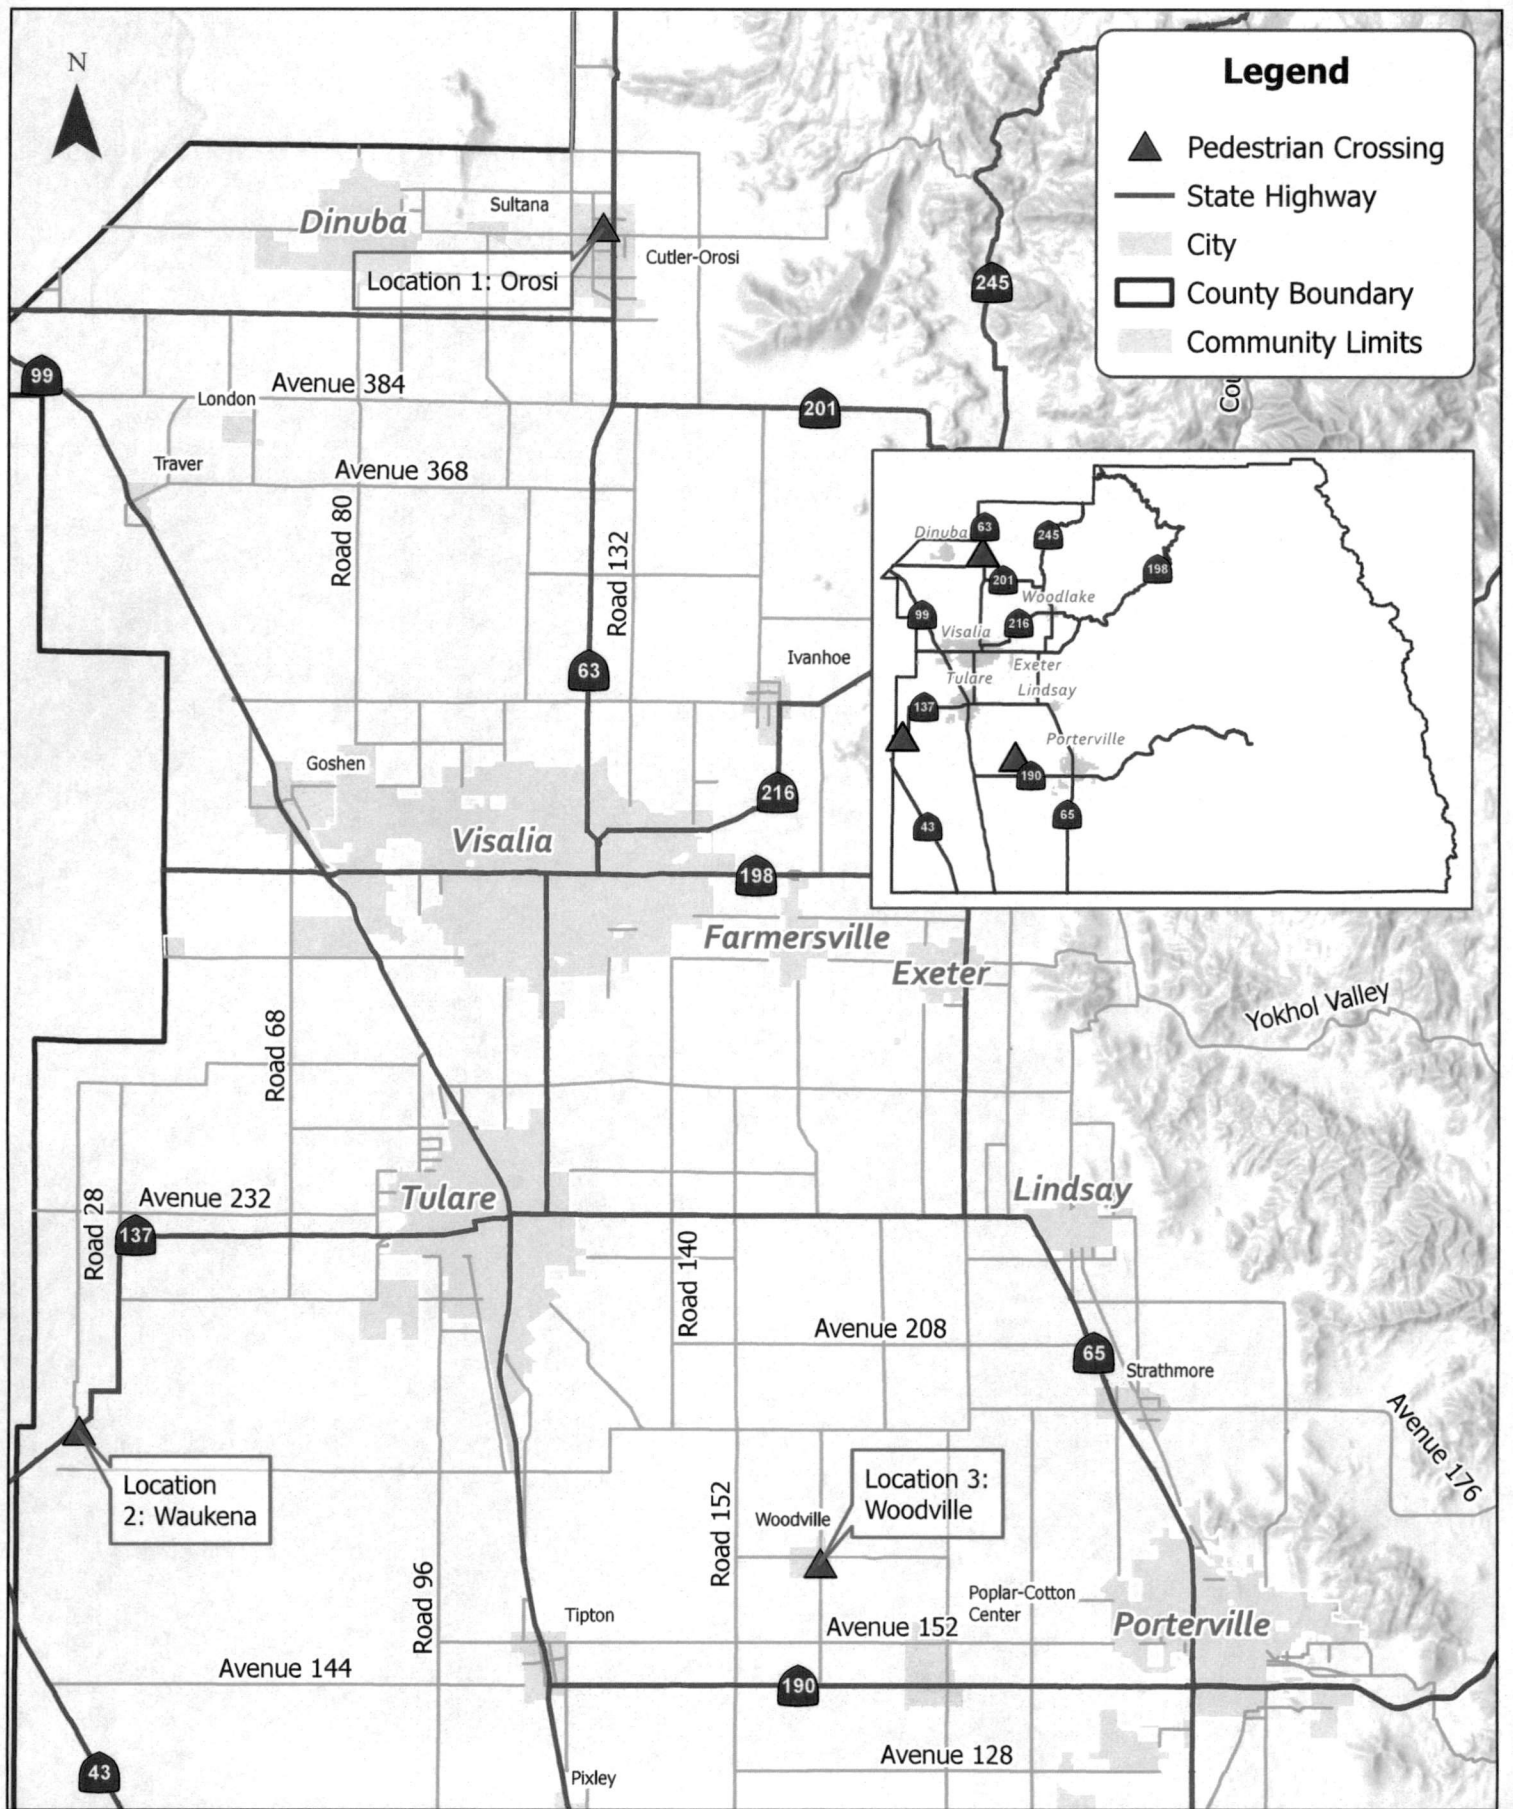 N
Legend
Pedestrian Crossing
State Highway
City
County Boundary
Community Limits
Dinuba
Sultana
Cutler-Orosi
Location 1: Orosi
245
99
London
Avenue 384
201
Traver
Avenue 368
Road 80
Road 132
63
Ivanhoe
Goshen
216
Visalia
198
Farmersville
Exeter
Yokhol Valley
Road 68
Dinuba
63
245
198
201
Woodlake
99
216
Visalia
Exeter
Tulare
Lindsay
137
Porterville
190
65
43
Road 28
Avenue 232
Tulare
Lindsay
137
Road 140
Avenue 208
65
Strathmore
Avenue 176
Location
2: Waukena
Location 3:
Woodville
Woodville
Road 152
Road 96
Tipton
Poplar-Cotton
Center
Avenue 152
Porterville
Avenue 144
190
Avenue 128
43
Pixley